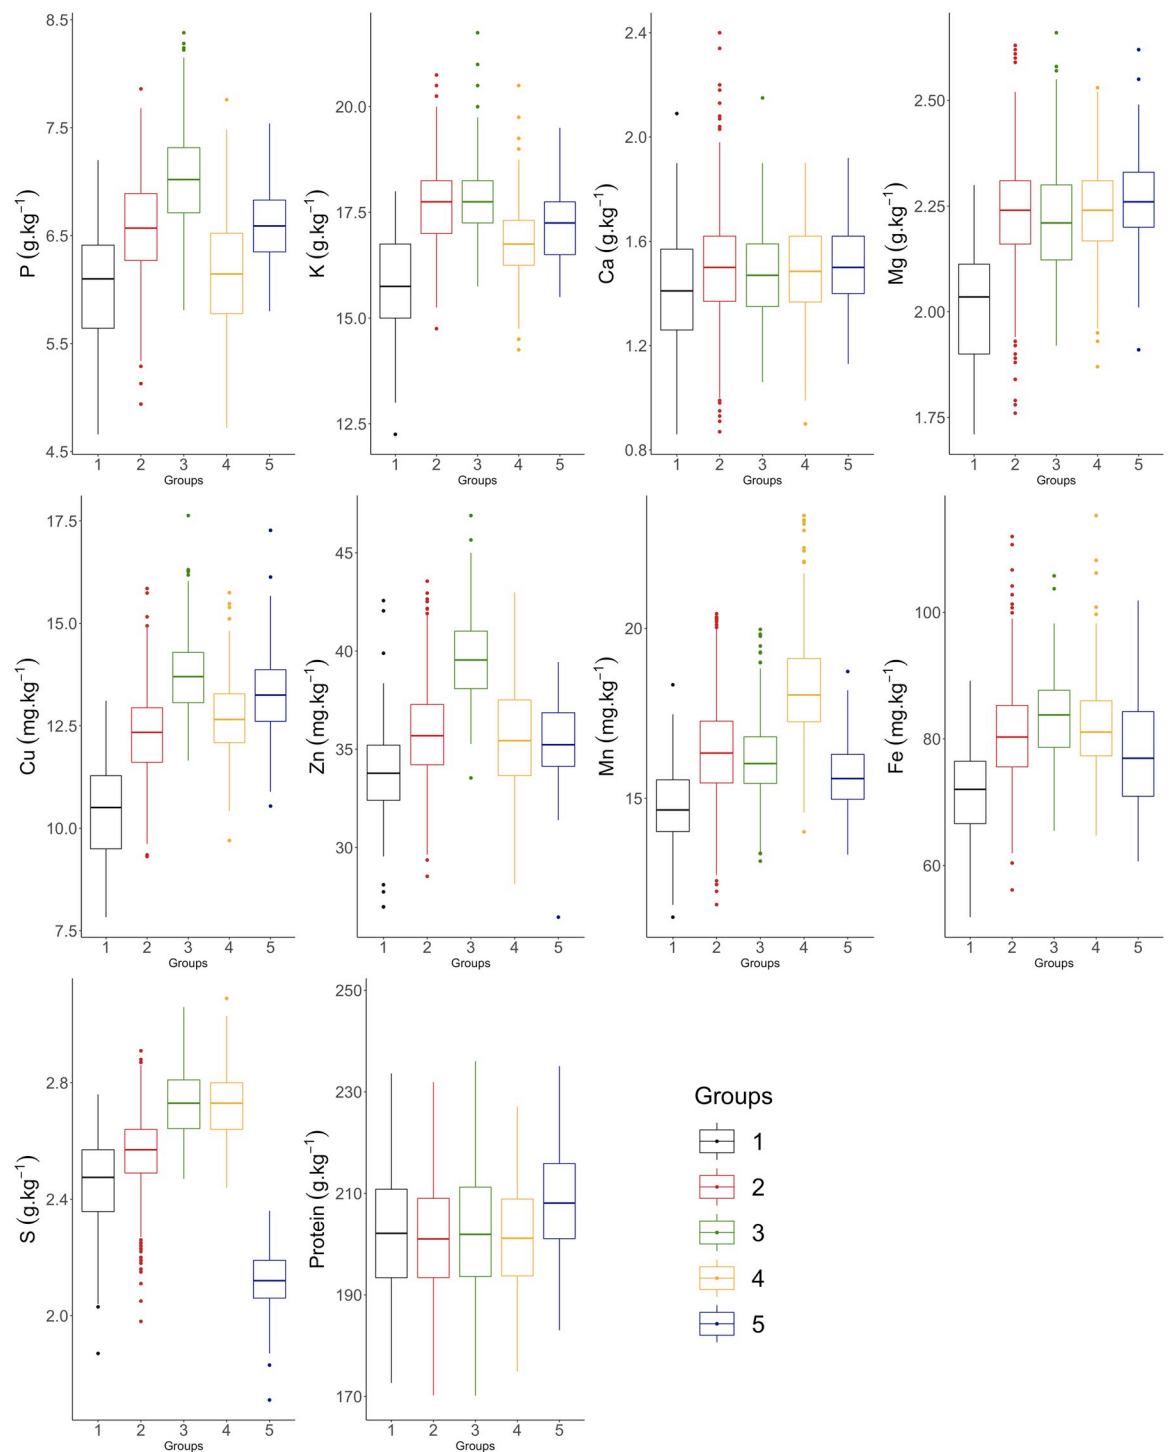 P (g.kg⁻¹)
8.5
7.5
6.5
5.5
4.5
1 2 3 4 5
Groups
K (g.kg⁻¹)
20.0
17.5
15.0
12.5
1 2 3 4 5
Groups
Ca (g.kg⁻¹)
2.4
2.0
1.6
1.2
0.8
1 2 3 4 5
Groups
Mg (g.kg⁻¹)
2.50
2.25
2.00
1.75
1 2 3 4 5
Groups
Cu (mg.kg⁻¹)
17.5
15.0
12.5
10.0
7.5
1 2 3 4 5
Groups
Zn (mg.kg⁻¹)
45
40
35
30
1 2 3 4 5
Groups
Mn (mg.kg⁻¹)
20
15
1 2 3 4 5
Groups
Fe (mg.kg⁻¹)
100
80
60
1 2 3 4 5
Groups
S (g.kg⁻¹)
2.8
2.4
2.0
1 2 3 4 5
Groups
Protein (g.kg⁻¹)
250
230
210
190
170
1 2 3 4 5
Groups
Groups
1
2
3
4
5